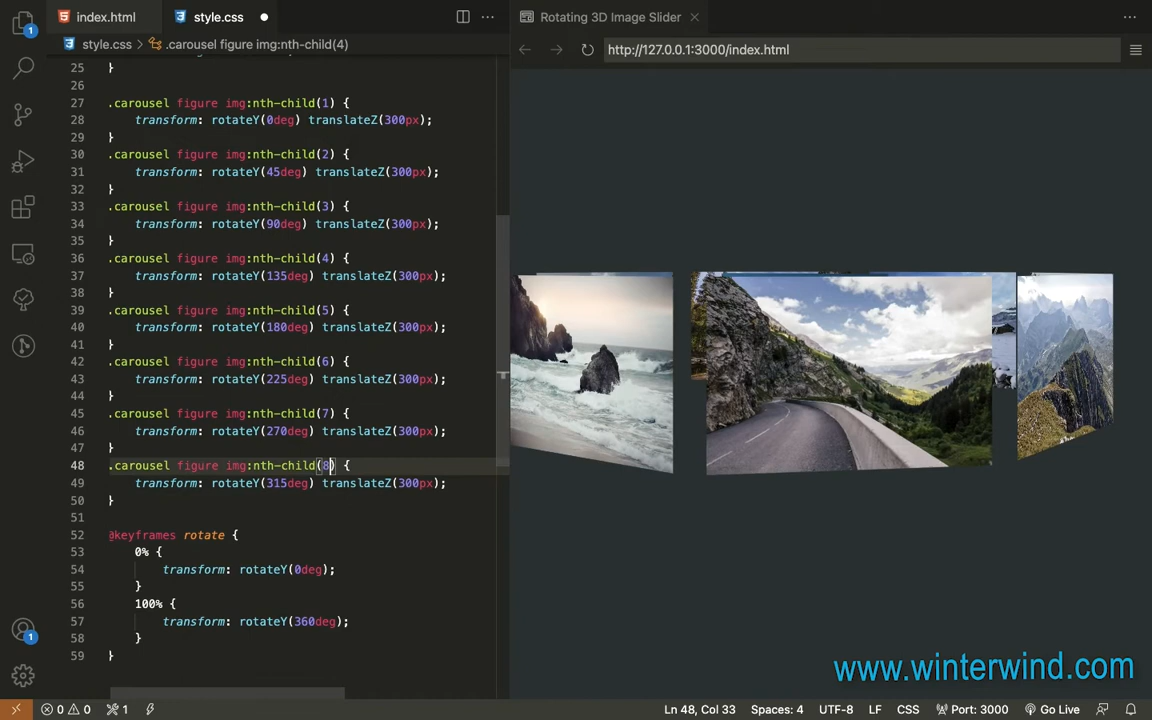 index.html
style.css
Rotating 3D Image Slider
style.css
.carousel figure img:nth-child(4)
http://127.0.0.1:3000/index.html
1
25 }
26
27 .carousel figure img:nth-child(1) {
28 transform: rotateY(0deg) translateZ(300px);
29 }
30 .carousel figure img:nth-child(2) {
31 transform: rotateY(45deg) translateZ(300px);
32 }
33 .carousel figure img:nth-child(3) {
34 transform: rotateY(90deg) translateZ(300px);
35 }
36 .carousel figure img:nth-child(4) {
37 transform: rotateY(135deg) translateZ(300px);
38 }
39 .carousel figure img:nth-child(5) {
40 transform: rotateY(180deg) translateZ(300px);
41 }
42 .carousel figure img:nth-child(6) {
43 transform: rotateY(225deg) translateZ(300px);
44 }
45 .carousel figure img:nth-child(7) {
46 transform: rotateY(270deg) translateZ(300px);
47 }
48 .carousel figure img:nth-child(8) {
49 transform: rotateY(315deg) translateZ(300px);
50 }
51
52 @keyframes rotate {
53 0% {
54 transform: rotateY(0deg);
55 }
56 100% {
57 transform: rotateY(360deg);
58 }
59 }
1
www.winterwind.com
0 0 1 Ln 48, Col 33 Spaces: 4 UTF-8 LF CSS Port: 3000 Go Live